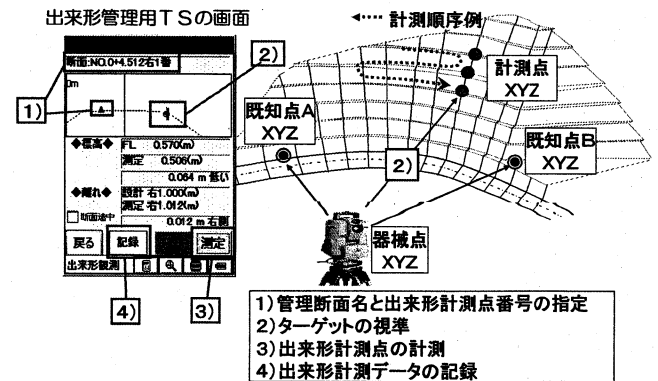 出来形管理用TSの画面
計測順序例
断面:NO.0+4.512右1番
2)
0m
1)
計測点
XYZ
既知点A
XYZ
既知点B
XYZ
2)
◆標高◆ FL 0.570(m)
測定 0.506(m)
0.064 m 低い
◆離れ◆ 設計 右1.000(m)
測定 右1.012(m)
断面途中
0.012 m 右側
戻る 記録 測定
出来形観測
器械点
XYZ
4)
3)
1)管理断面名と出来形計測点番号の指定
2)ターゲットの視準
3)出来形計測点の計測
4)出来形計測データの記録